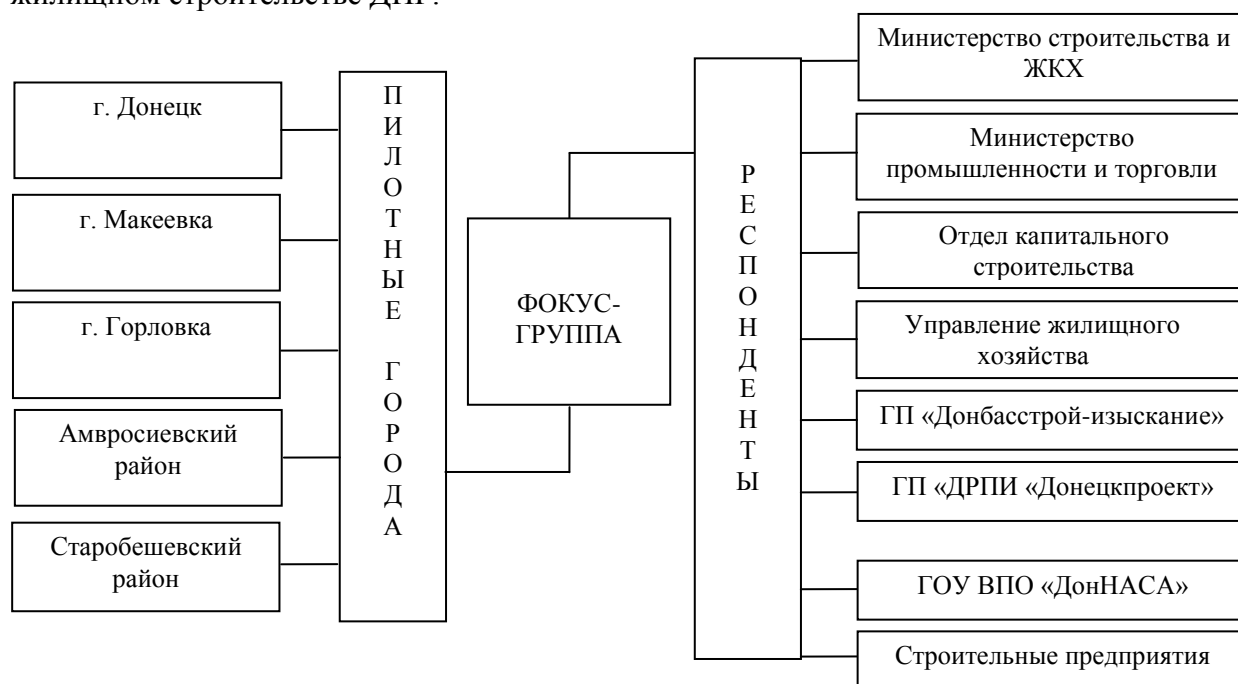 жилищном строительстве ДНР.
г. Донецк
г. Макеевка
г. Горловка
Амвросиевский
район
Старобешевский
район
ПИЛОТНЫЕ ГОРОДА
ФОКУС-
ГРУППА
РЕСПОНДЕНТЫ
Министерство строительства и
ЖКХ
Министерство
промышленности и торговли
Отдел капитального
строительства
Управление жилищного
хозяйства
ГП «Донбасстрой-изыскание»
ГП «ДРПИ «Донецкпроект»
ГОУ ВПО «ДонНАСА»
Строительные предприятия